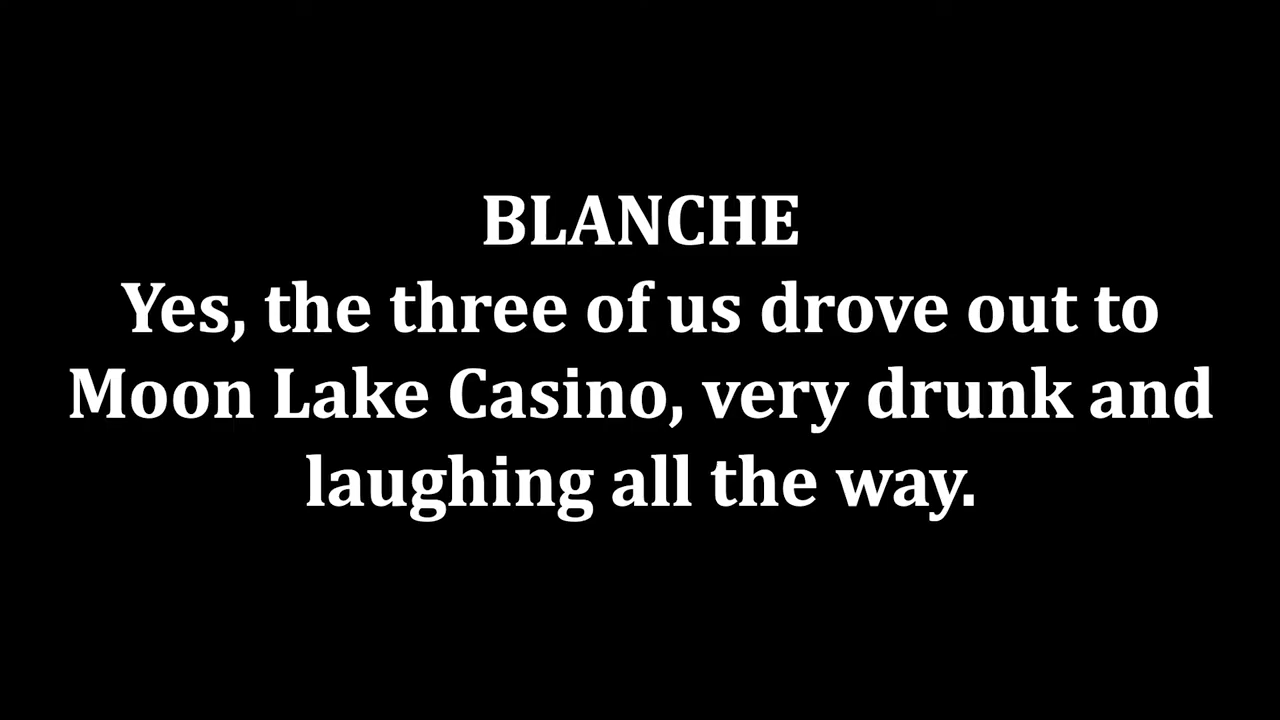 BLANCHE
Yes, the three of us drove out to
Moon Lake Casino, very drunk and
laughing all the way.